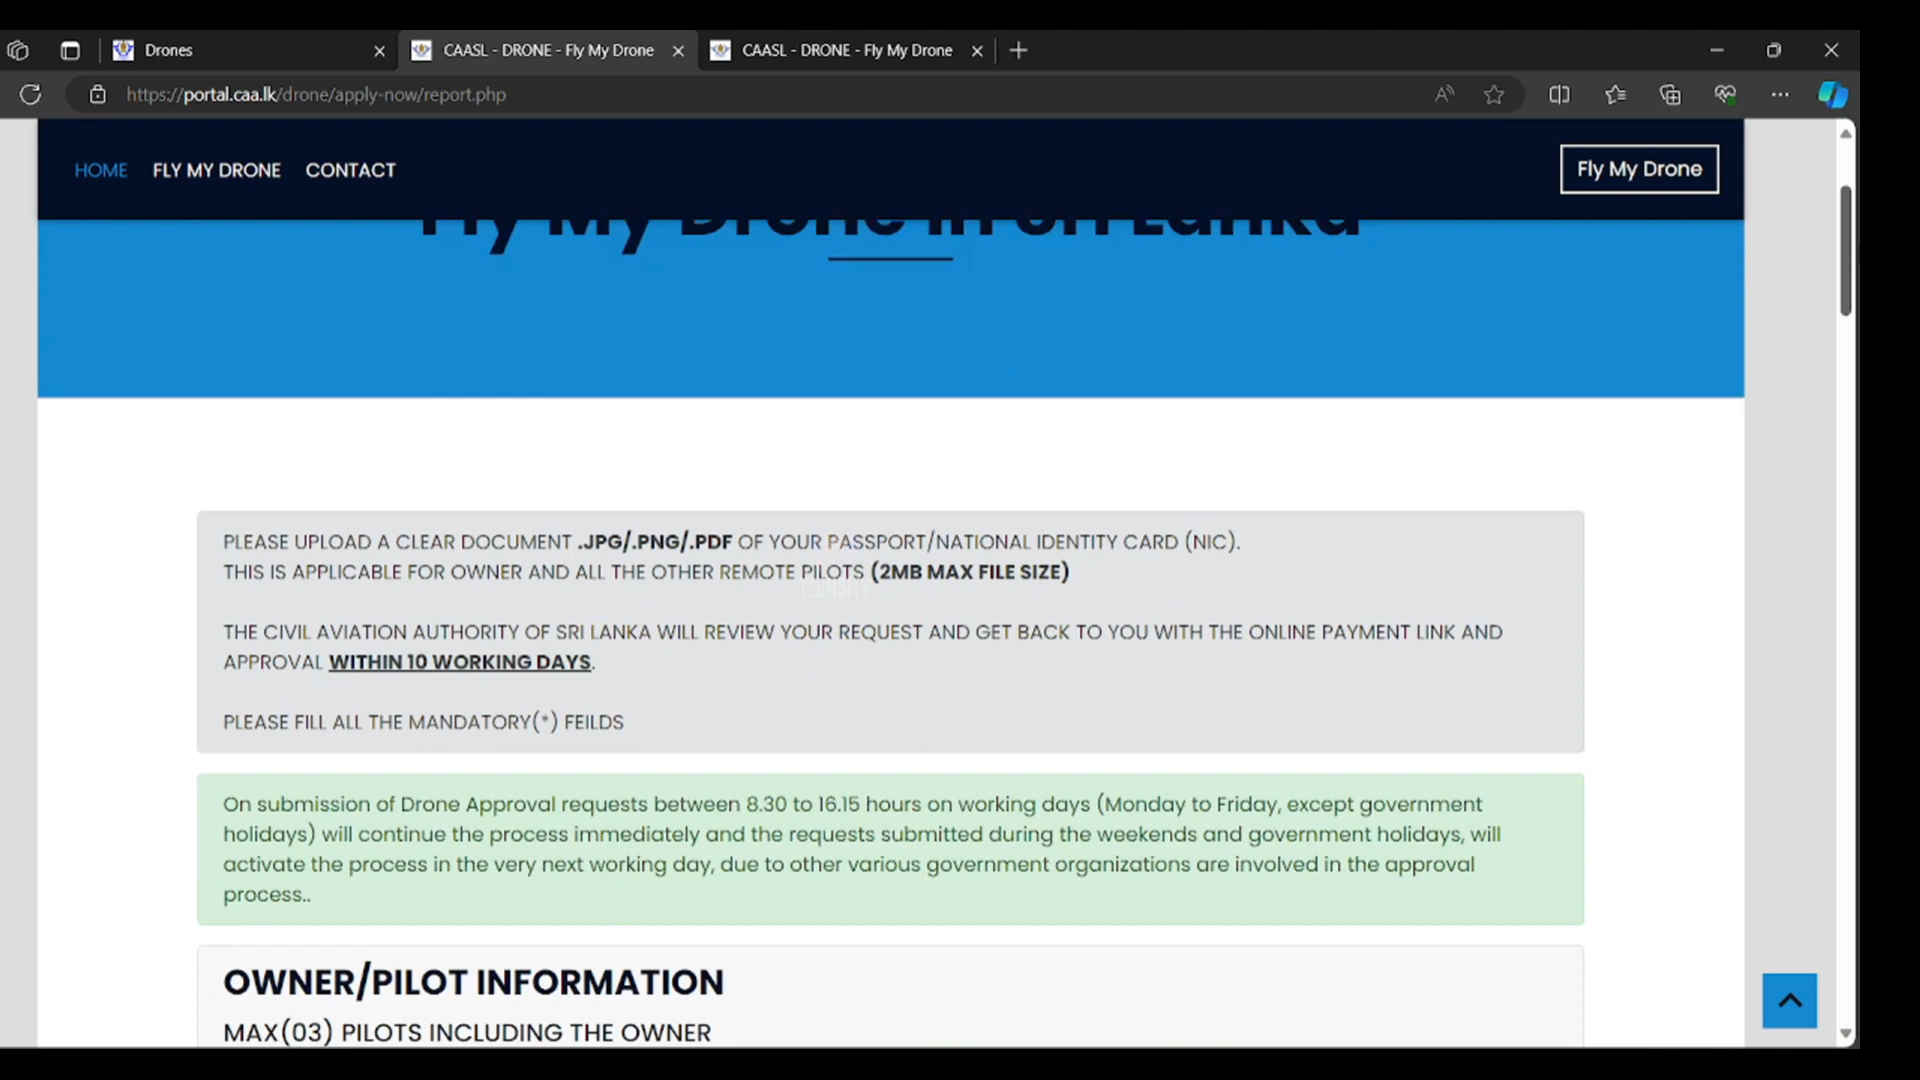 Drones
CAASL - DRONE - Fly My Drone
CAASL - DRONE - Fly My Drone
https://portal.caa.lk/drone/apply-now/report.php
HOME FLY MY DRONE CONTACT
Fly My Drone
Fly My Drone in Sri Lanka
PLEASE UPLOAD A CLEAR DOCUMENT .JPG/.PNG/.PDF OF YOUR PASSPORT/NATIONAL IDENTITY CARD (NIC).
THIS IS APPLICABLE FOR OWNER AND ALL THE OTHER REMOTE PILOTS (2MB MAX FILE SIZE)
THE CIVIL AVIATION AUTHORITY OF SRI LANKA WILL REVIEW YOUR REQUEST AND GET BACK TO YOU WITH THE ONLINE PAYMENT LINK AND
APPROVAL WITHIN 10 WORKING DAYS.
PLEASE FILL ALL THE MANDATORY(*) FEILDS
On submission of Drone Approval requests between 8.30 to 16.15 hours on working days (Monday to Friday, except government
holidays) will continue the process immediately and the requests submitted during the weekends and government holidays, will
activate the process in the very next working day, due to other various government organizations are involved in the approval
process..
OWNER/PILOT INFORMATION
MAX(03) PILOTS INCLUDING THE OWNER